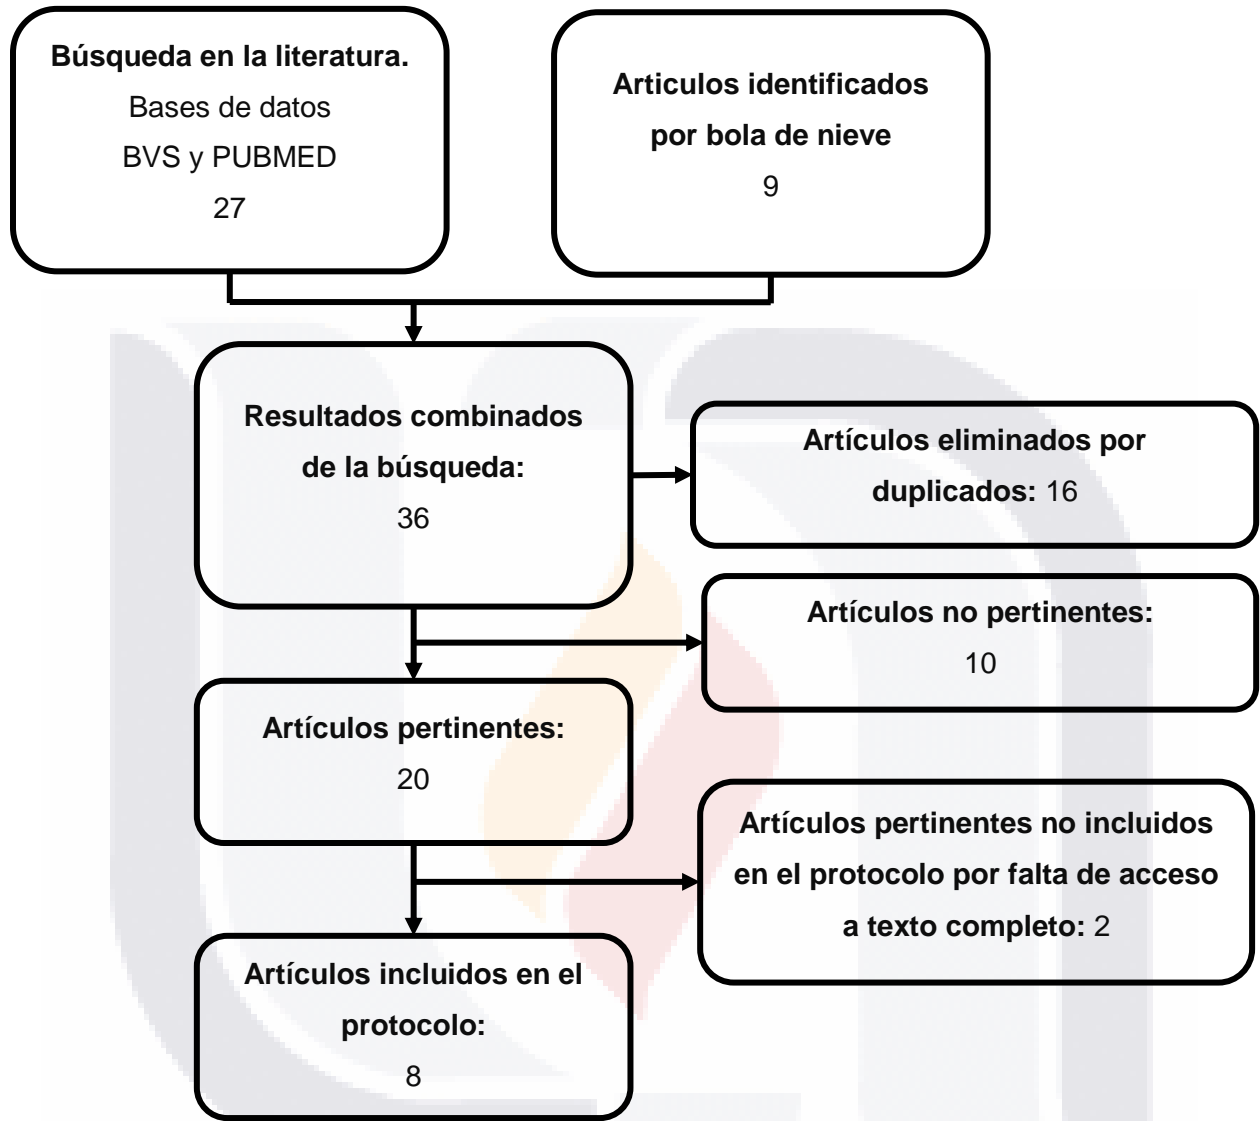 Búsqueda en la literatura.
Bases de datos
BVS y PUBMED
27
Articulos identificados
por bola de nieve
9
Resultados combinados
de la búsqueda:
36
Artículos eliminados por
duplicados: 16
Artículos no pertinentes:
10
Artículos pertinentes:
20
Artículos pertinentes no incluidos
en el protocolo por falta de acceso
a texto completo: 2
Artículos incluidos en el
protocolo:
8